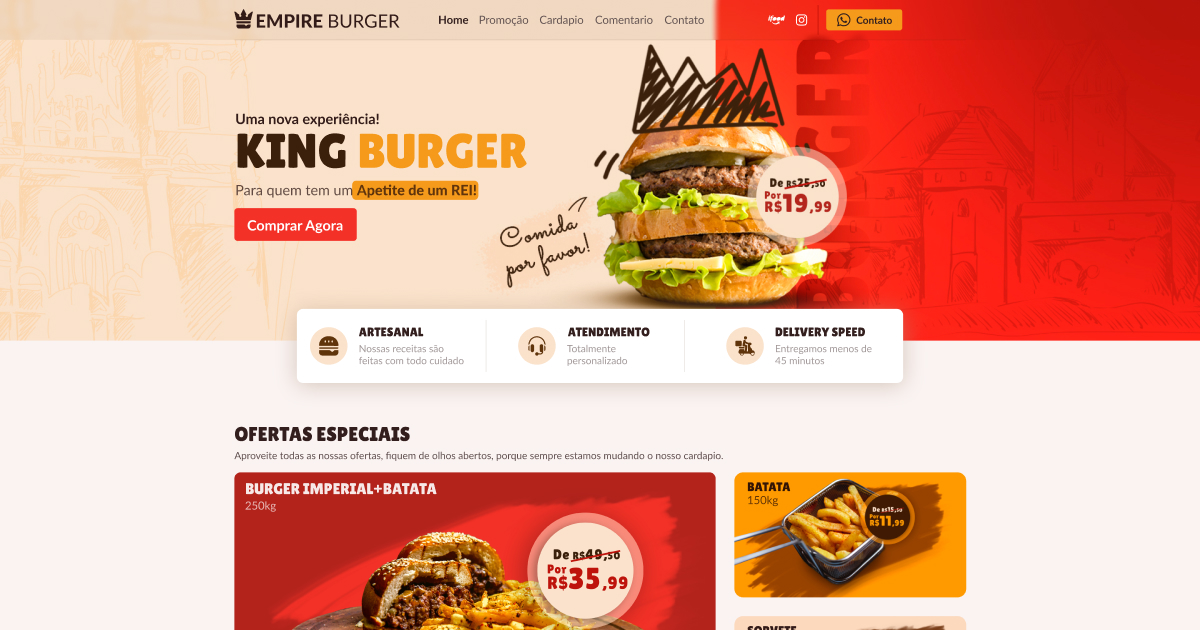 EMPIRE BURGER
Home Promoção Cardapio Comentario Contato
ifood
Contato
Uma nova experiência!
KING BURGER
Para quem tem um Apetite de um REI!
Comprar Agora
Comida
por favor!
BURGER
De R$25,50
Por
R$19,99
ARTESANAL
Nossas receitas são
feitas com todo cuidado
ATENDIMENTO
Totalmente
personalizado
DELIVERY SPEED
Entregamos menos de
45 minutos
OFERTAS ESPECIAIS
Aproveite todas as nossas ofertas, fiquem de olhos abertos, porque sempre estamos mudando o nosso cardapio.
BURGER IMPERIAL+BATATA
250kg
De R$49,50
Por
R$35,99
BATATA
150kg
De R$15,50
Por
R$11,99
SORVETE